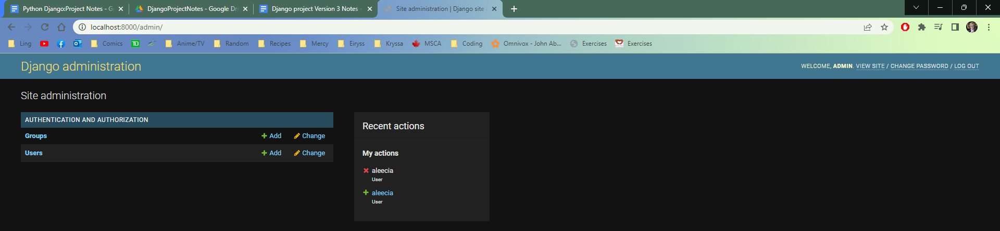 Python Django:Project Notes - G
DjangoProjectNotes - Google Dri
Django project Version 3 Notes -
Site administration | Django site
localhost:8000/admin/
Ling
Comics
TD
Anime/TV
Random
Recipes
Mercy
Eiryss
Kryssa
MSCA
Coding
Omnivox - John Ab...
Exercises
Exercises
Django administration
WELCOME, ADMIN. VIEW SITE / CHANGE PASSWORD / LOG OUT
Site administration
AUTHENTICATION AND AUTHORIZATION
Groups Add Change
Users Add Change
Recent actions
My actions
aleecia
User
aleecia
User